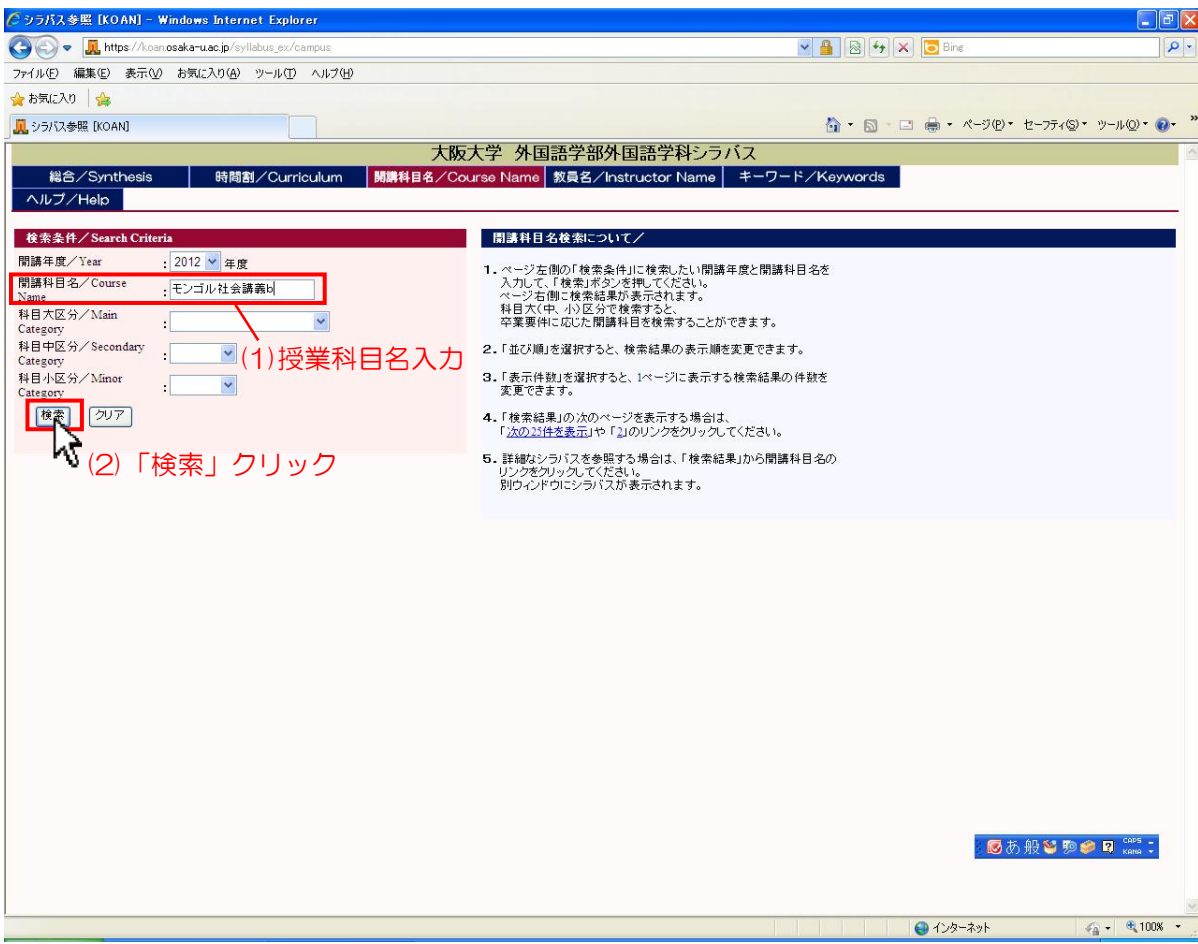 シラバス参照 [KOAN] - Windows Internet Explorer
https://koan.osaka-u.ac.jp/syllabus_ex/campus
Bing
ファイル(F) 編集(E) 表示(V) お気に入り(A) ツール(T) ヘルプ(H)
お気に入り
シラバス参照 [KOAN]
ページ(P) セーフティ(S) ツール(O)
大阪大学 外国語学部外国語学科シラバス
総合／Synthesis 時間割／Curriculum 開講科目名／Course Name 教員名／Instructor Name キーワード／Keywords
ヘルプ／Help
検索条件／Search Criteria
開講年度／Year : 2012 年度
開講科目名／Course Name : モンゴル社会講義b
科目大区分／Main Category :
科目中区分／Secondary Category :
科目小区分／Minor Category :
検索 クリア
(1)授業科目名入力
(2)「検索」クリック
開講科目名検索について／
1. ページ左側の「検索条件」に検索したい開講年度と開講科目名を
入力して、「検索」ボタンを押してください。
ページ右側に検索結果が表示されます。
科目大(中、小)区分で検索すると、
卒業要件に応じた開講科目を検索することができます。
2. 「並び順」を選択すると、検索結果の表示順を変更できます。
3. 「表示件数」を選択すると、1ページに表示する検索結果の件数を
変更できます。
4. 「検索結果」の次のページを表示する場合は、
「次の25件を表示」や「2」のリンクをクリックしてください。
5. 詳細なシラバスを参照する場合は、「検索結果」から開講科目名の
リンクをクリックしてください。
別ウィンドウにシラバスが表示されます。
あ 般 CAPS
KANA
インターネット 100%